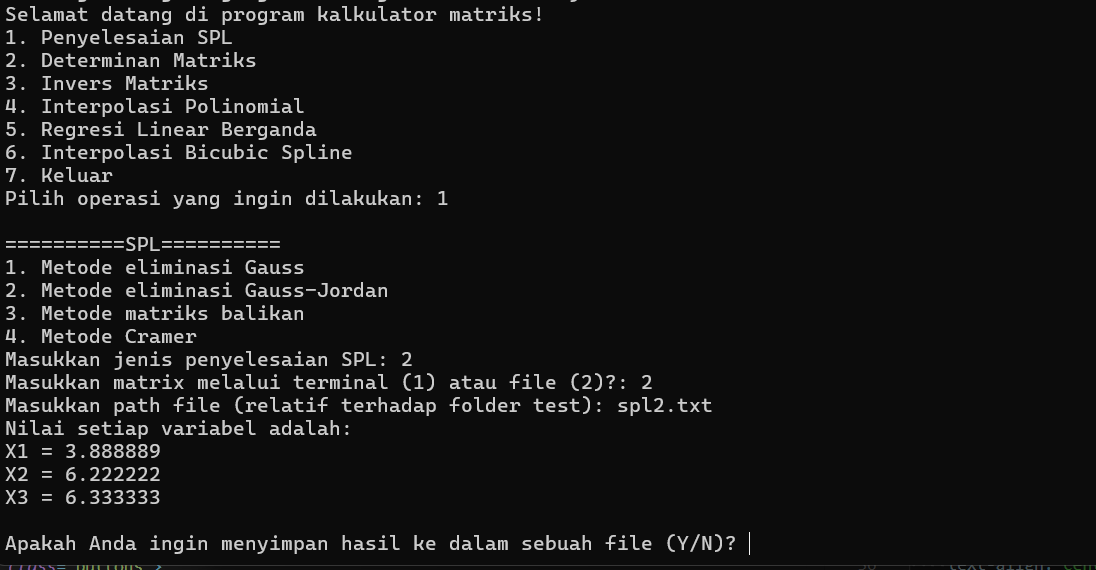 Selamat datang di program kalkulator matriks!
1. Penyelesaian SPL
2. Determinan Matriks
3. Invers Matriks
4. Interpolasi Polinomial
5. Regresi Linear Berganda
6. Interpolasi Bicubic Spline
7. Keluar
Pilih operasi yang ingin dilakukan: 1
==========SPL==========
1. Metode eliminasi Gauss
2. Metode eliminasi Gauss-Jordan
3. Metode matriks balikan
4. Metode Cramer
Masukkan jenis penyelesaian SPL: 2
Masukkan matrix melalui terminal (1) atau file (2)?: 2
Masukkan path file (relatif terhadap folder test): spl2.txt
Nilai setiap variabel adalah:
X1 = 3.888889
X2 = 6.222222
X3 = 6.333333
Apakah Anda ingin menyimpan hasil ke dalam sebuah file (Y/N)?